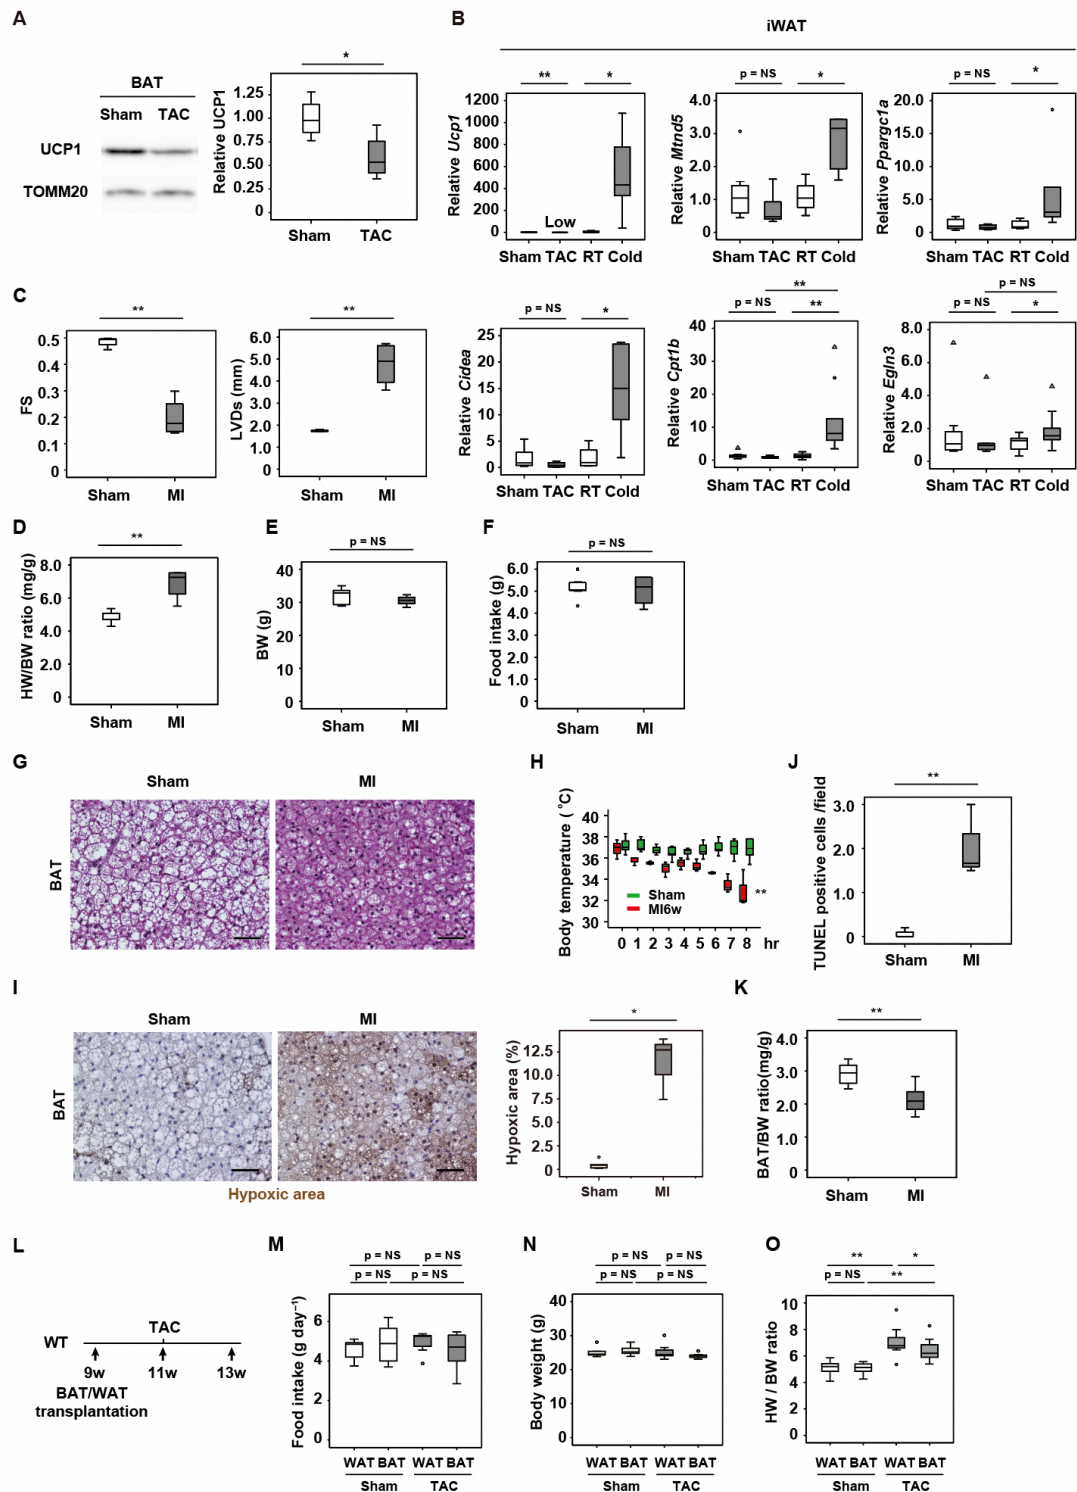 A
BAT
Sham TAC
UCP1
TOMM20
*
Relative UCP1
1.25
1.00
0.75
0.50
0.25
0
Sham TAC
B
iWAT
** *
Relative Ucp1
1200
1000
800
600
400
200
0
Low
Sham TAC RT Cold
p = NS *
Relative Mtnd5
4.0
3.0
2.0
1.0
0
Sham TAC RT Cold
p = NS *
Relative Ppargc1a
20.0
15.0
10.0
5.0
0
Sham TAC RT Cold
p = NS *
Relative Cidea
25
20
15
10
5
0
Sham TAC RT Cold
**
p = NS **
Relative Cpt1b
40
30
20
10
0
Sham TAC RT Cold
p = NS
p = NS *
Relative Egln3
8.0
6.0
4.0
2.0
0
Sham TAC RT Cold
C
**
FS
0.5
0.4
0.3
0.2
0.1
0
Sham MI
**
LVDs (mm)
6.0
5.0
4.0
3.0
2.0
1.0
0
Sham MI
D
**
HW/BW ratio (mg/g)
8.0
6.0
4.0
2.0
0
Sham MI
E
p = NS
BW (g)
40
30
20
10
0
Sham MI
F
p = NS
Food intake (g)
6.0
5.0
4.0
3.0
2.0
1.0
0
Sham MI
G
Sham MI
BAT
H
Body temperature ( °C)
40
38
36
34
32
30
Sham
MI6w
**
0 1 2 3 4 5 6 7 8 hr
J
**
TUNEL positive cells /field
3.0
2.0
1.0
0
Sham MI
I
Sham MI
BAT
Hypoxic area
*
Hypoxic area (%)
12.5
10.0
7.5
5.0
2.5
0
Sham MI
K
**
BAT/BW ratio(mg/g)
4.0
3.0
2.0
1.0
0
Sham MI
L
WT
TAC
9w 11w 13w
BAT/WAT
transplantation
M
p = NS p = NS
p = NS p = NS
Food intake (g day⁻¹)
6
4
2
0
WAT BAT WAT BAT
Sham TAC
N
p = NS p = NS
p = NS p = NS
Body weight (g)
40
30
20
10
0
WAT BAT WAT BAT
Sham TAC
O
** *
p = NS **
HW / BW ratio
10
8
6
4
2
0
WAT BAT WAT BAT
Sham TAC